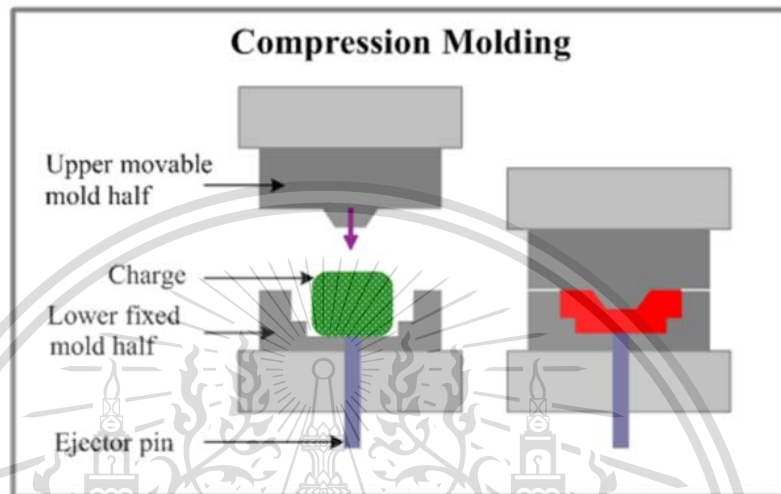 Compression Molding
Upper movable
mold half
Charge
Lower fixed
mold half
Ejector pin